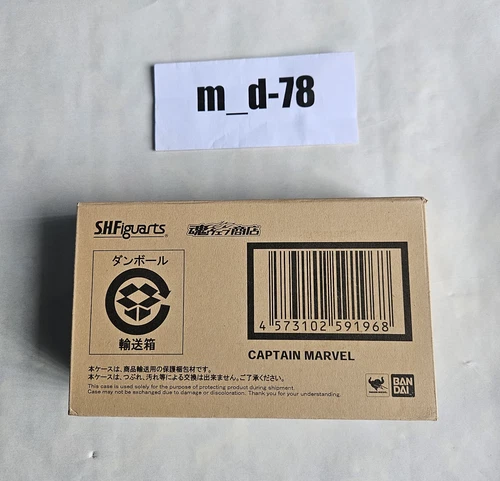 m_d-78
S.H.Figuarts
魂ウェブ商店
ダンボール
輸送箱
4 573102 591968
CAPTAIN MARVEL
本ケースは、商品輸送用の保護梱包材です。
本ケースは、つぶれ、汚れ等による交換は出来ません。ご了承ください。
This case is used solely for the purpose of protecting product during shipment.
Case may not be exchanged due to damage or discoloration. Thank you for your understanding.
BAN
DAI